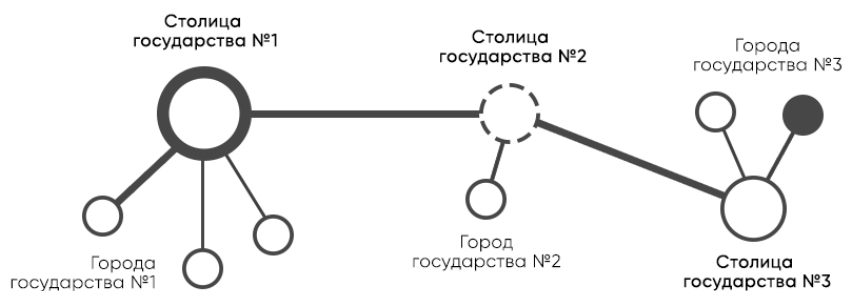 Столица
государства №1
Столица
государства №2
Города
государства №3
Города
государства №1
Город
государства №2
Столица
государства №3